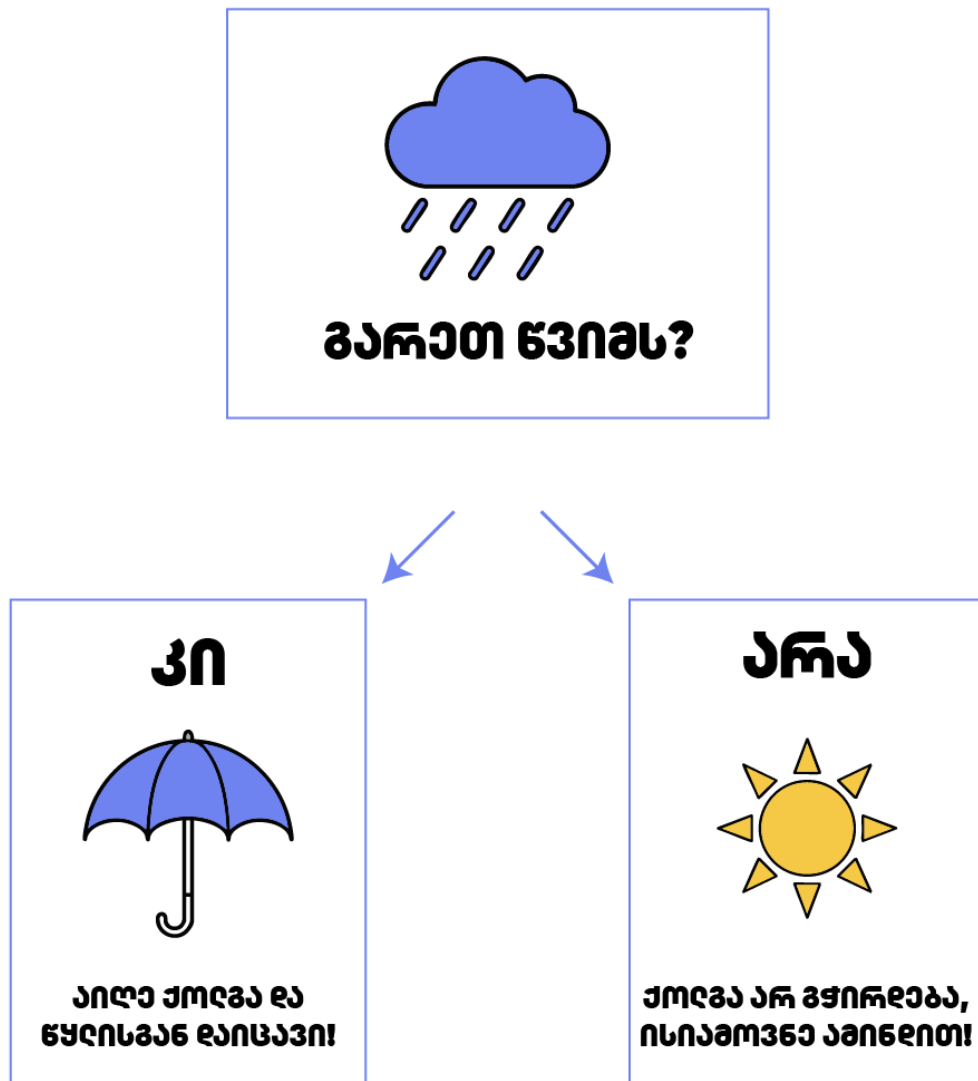 გარეთ წვიმს?
კი
არა
აიღე ქოლგა და
წყლისგან დაიცავი!
ქოლგა არ გჭირდება,
ისიამოვნე ამინდით!